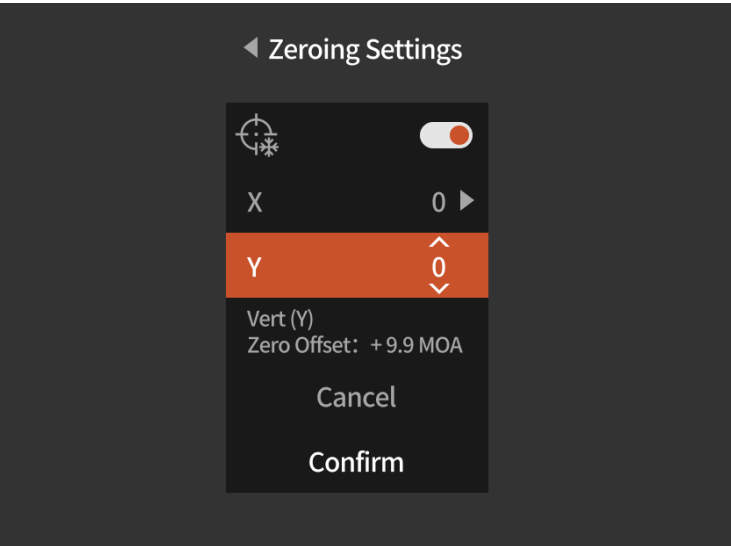 Zeroing Settings
X 0
Y 0
Vert (Y)
Zero Offset： + 9.9 MOA
Cancel
Confirm